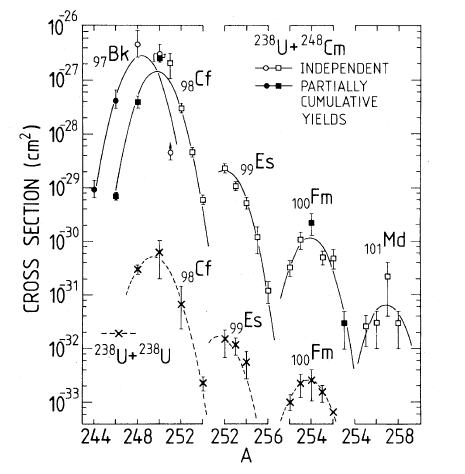 10⁻²⁶
10⁻²⁷
10⁻²⁸
10⁻²⁹
10⁻³⁰
10⁻³¹
10⁻³²
10⁻³³
CROSS SECTION (cm²)
²³⁸U+²⁴⁸Cm
INDEPENDENT
PARTIALLY
CUMULATIVE
YIELDS
₉₇Bk
₉₈Cf
₉₉Es
₁₀₀Fm
₁₀₁Md
₉₈Cf
²³⁸U+²³⁸U
₉₉Es
₁₀₀Fm
244 248 252 252 256 254 254 258
A